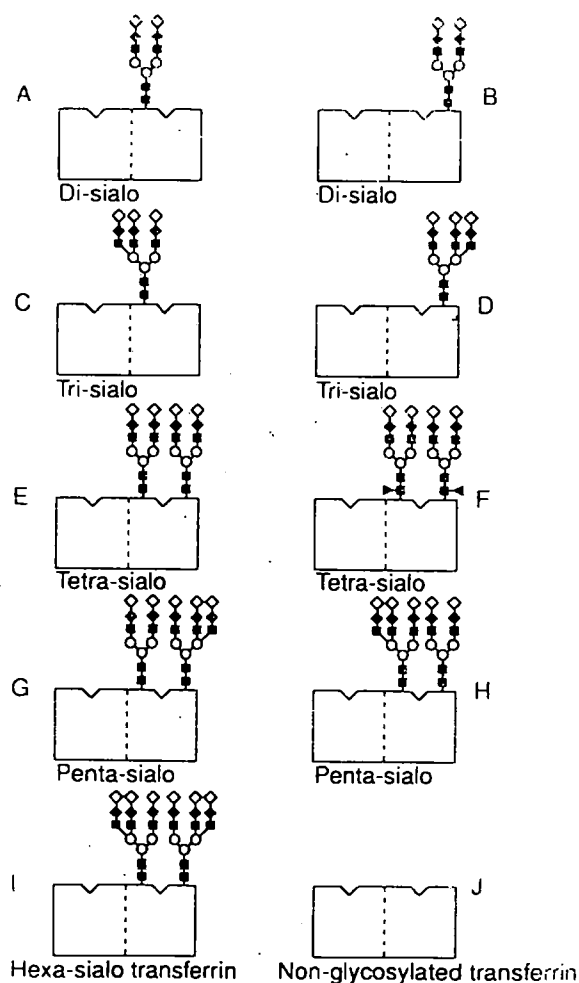 A
B
Di-sialo
Di-sialo
C
D
Tri-sialo
Tri-sialo
E
F
Tetra-sialo
Tetra-sialo
G
H
Penta-sialo
Penta-sialo
I
J
Hexa-sialo transferrin
Non-glycosylated transferrin